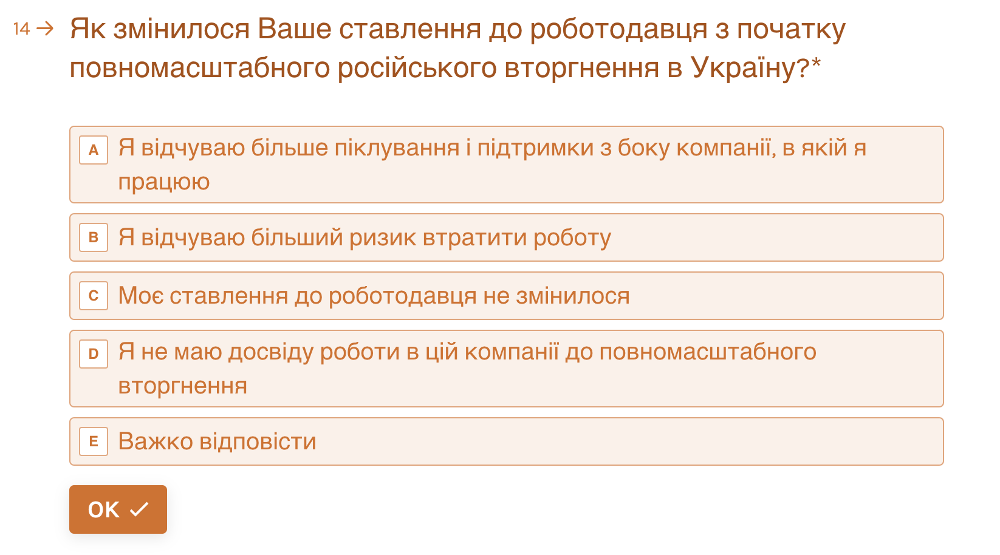 14 → Як змінилося Ваше ставлення до роботодавця з початку
повномасштабного російського вторгнення в Україну?*
A Я відчуваю більше піклування і підтримки з боку компанії, в якій я
працюю
B Я відчуваю більший ризик втратити роботу
C Моє ставлення до роботодавця не змінилося
D Я не маю досвіду роботи в цій компанії до повномасштабного
вторгнення
E Важко відповісти
OK ✓